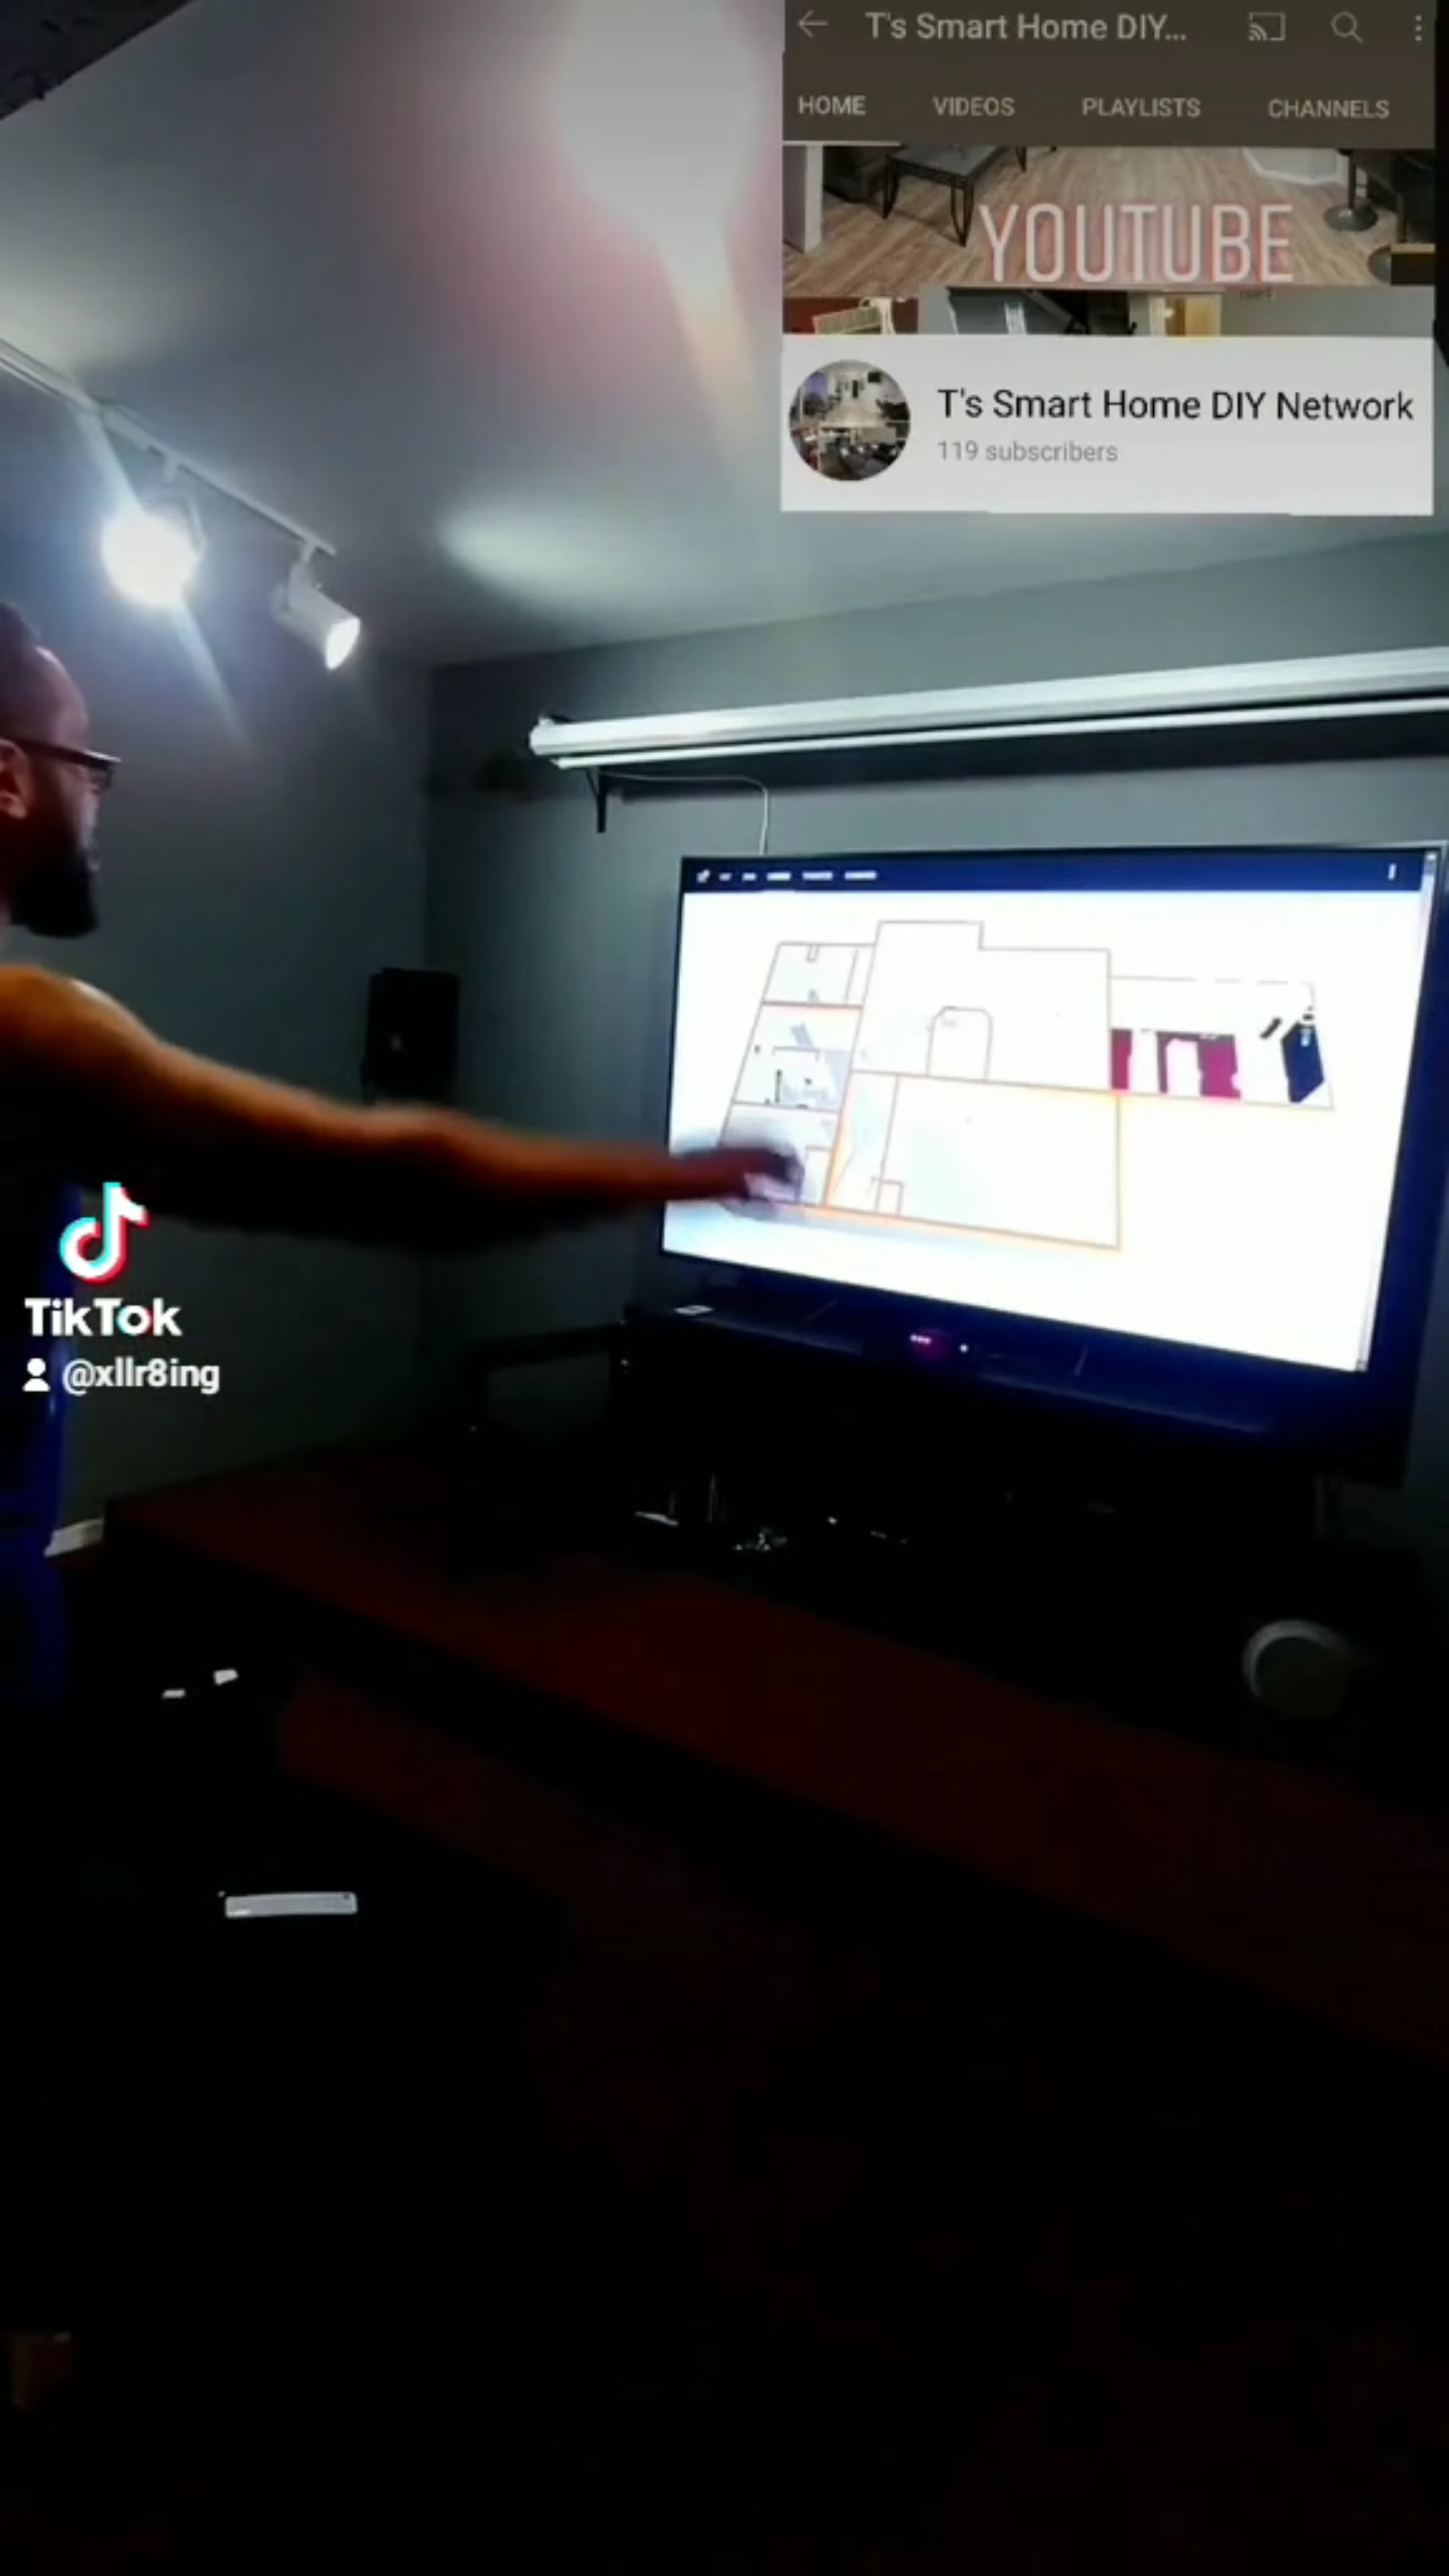 T's Smart Home DIY...
HOME VIDEOS PLAYLISTS CHANNELS
YOUTUBE
T's Smart Home DIY Network
119 subscribers
TikTok
@xllr8ing